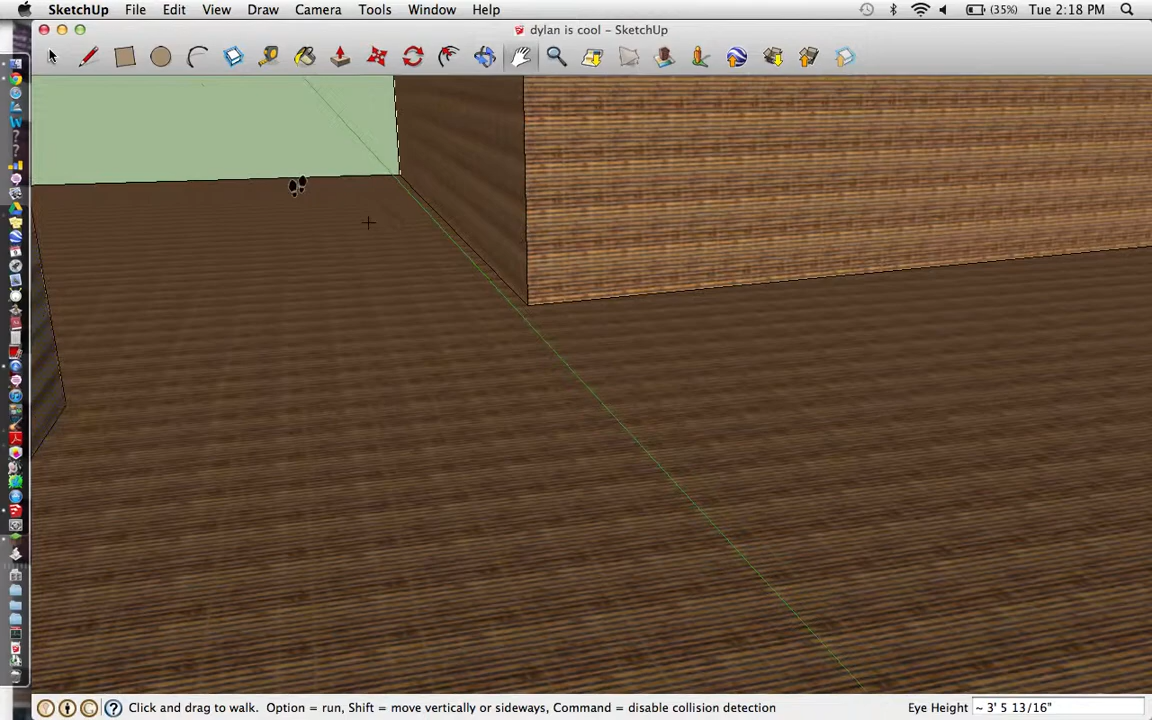 SketchUp File Edit View Draw Camera Tools Window Help (35%) Tue 2:18 PM
dylan is cool – SketchUp
Click and drag to walk. Option = run, Shift = move vertically or sideways, Command = disable collision detection Eye Height ~ 3' 5 13/16"